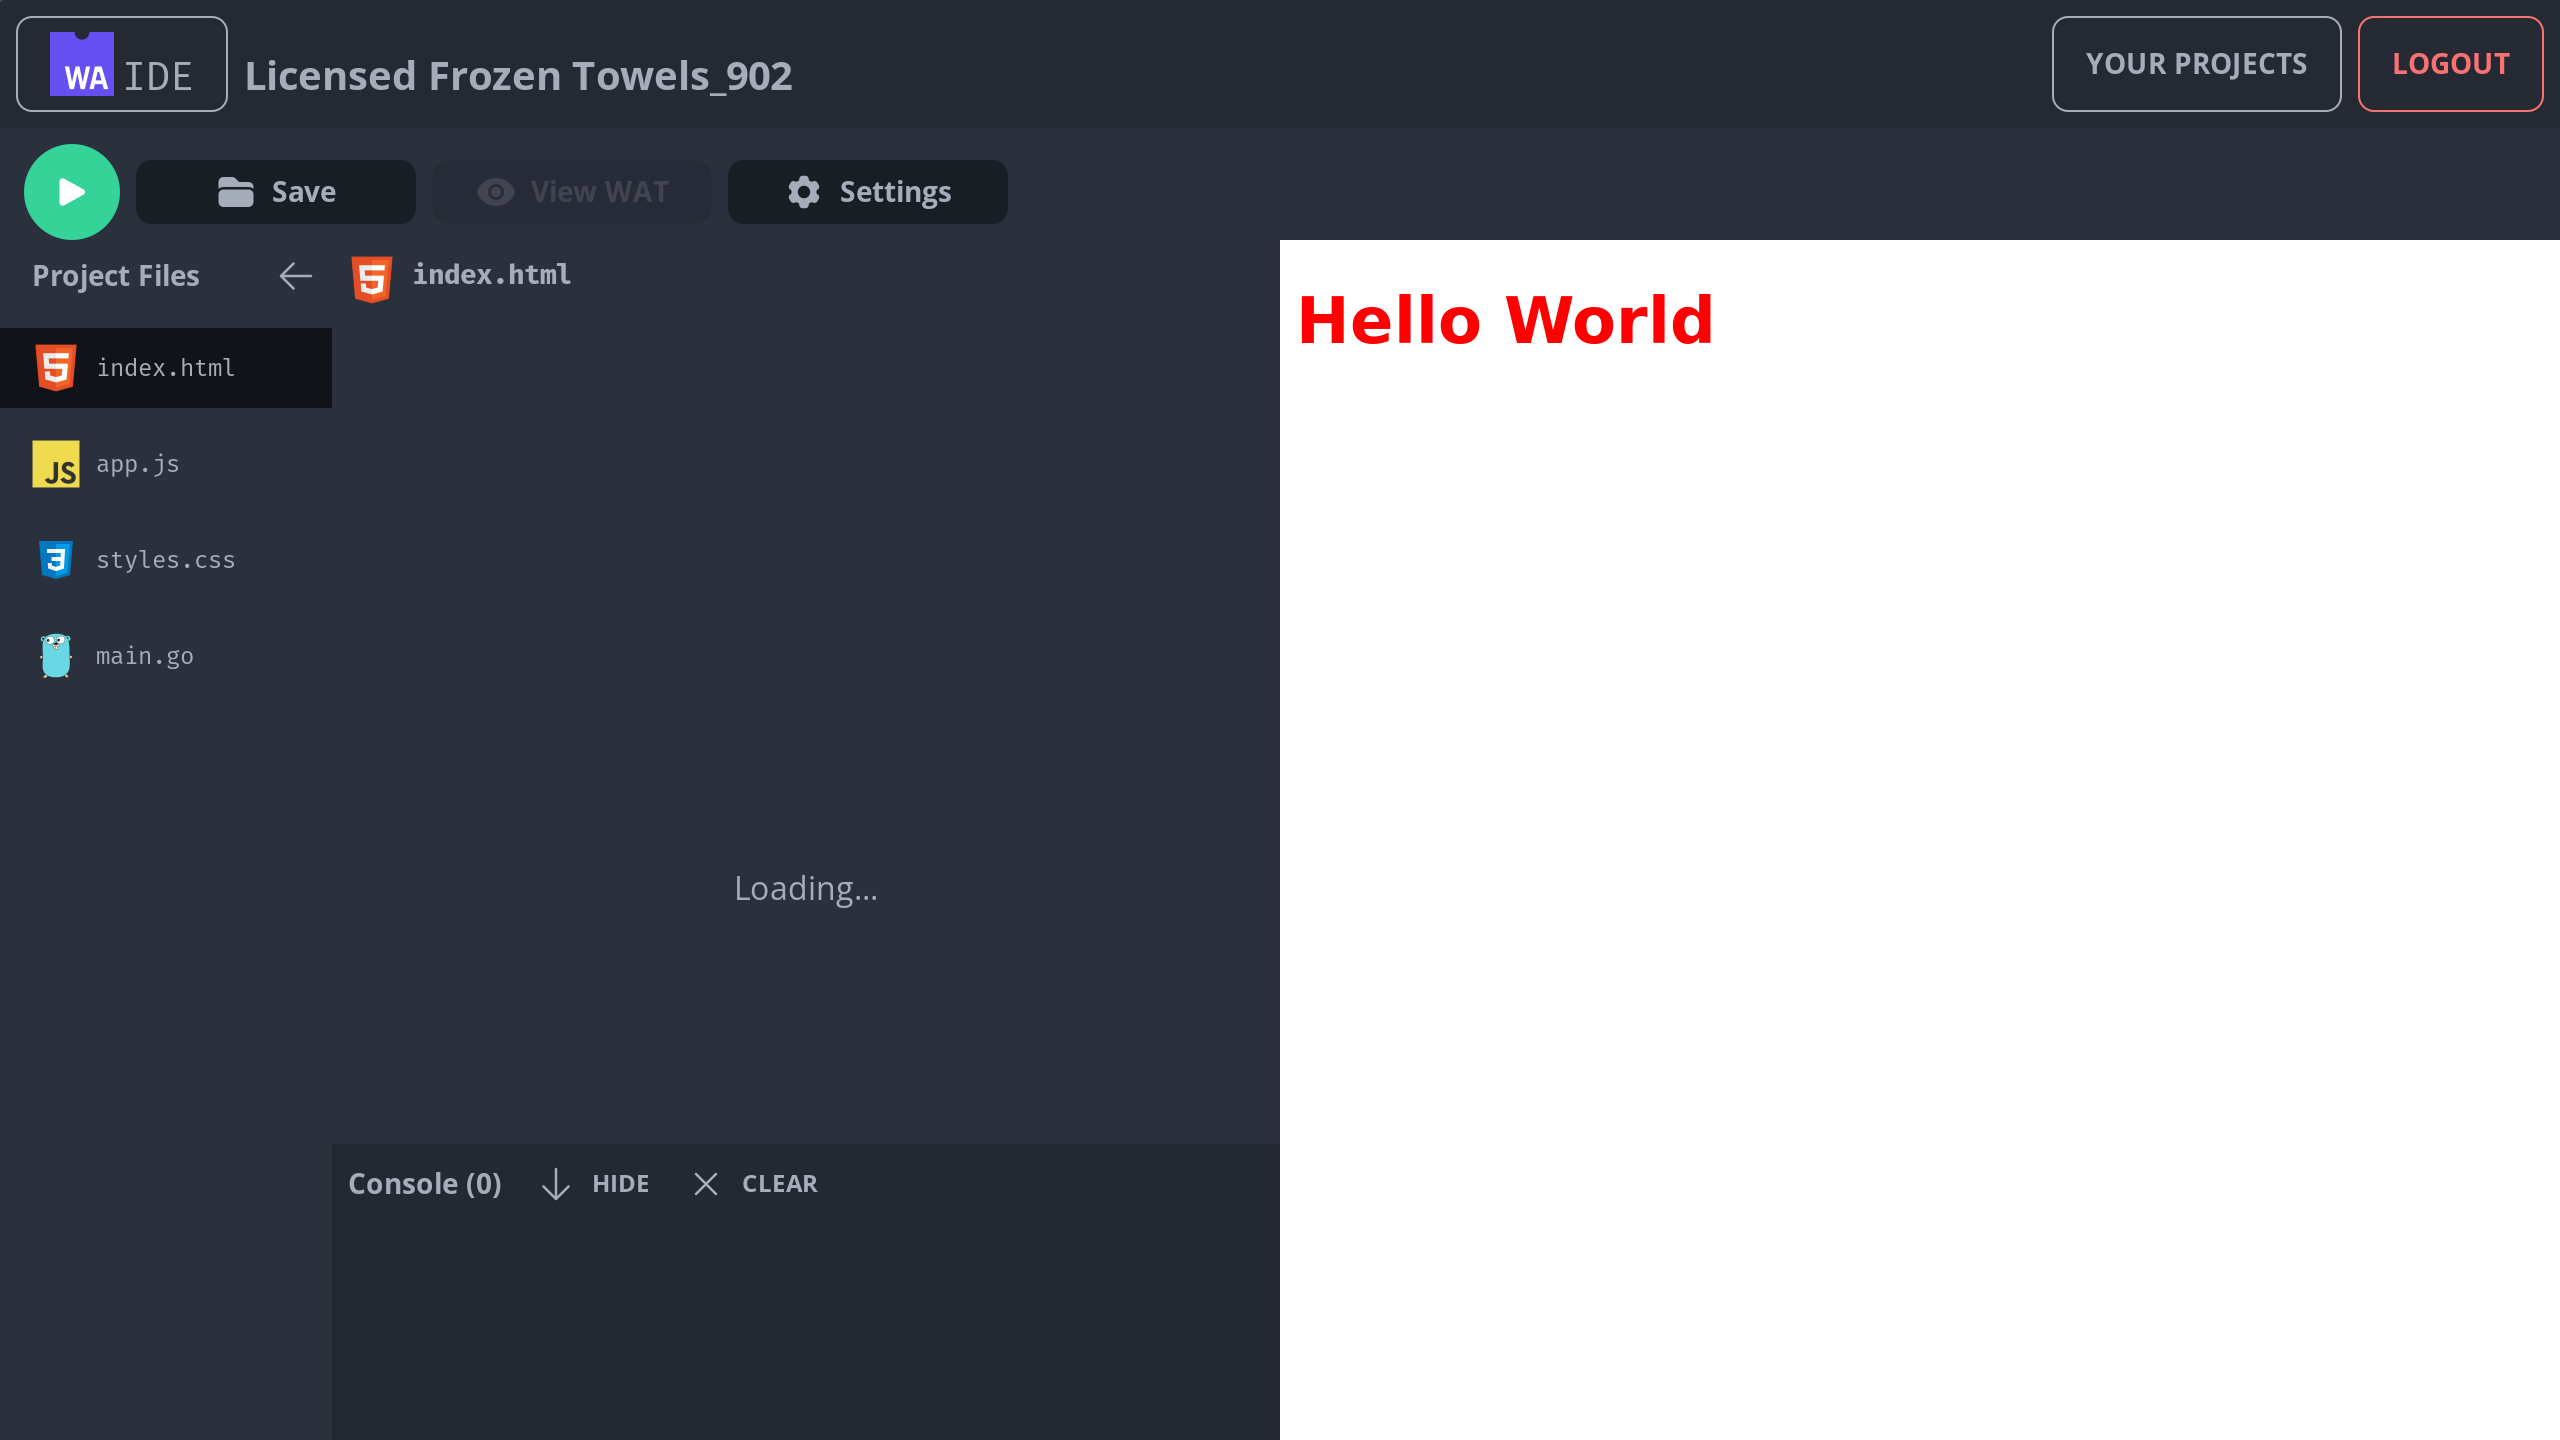 WA IDE Licensed Frozen Towels_902 YOUR PROJECTS LOGOUT
Save View WAT Settings
Project Files
index.html
app.js
JS
styles.css
main.go
index.html
Loading...
Console (0) HIDE CLEAR
Hello World